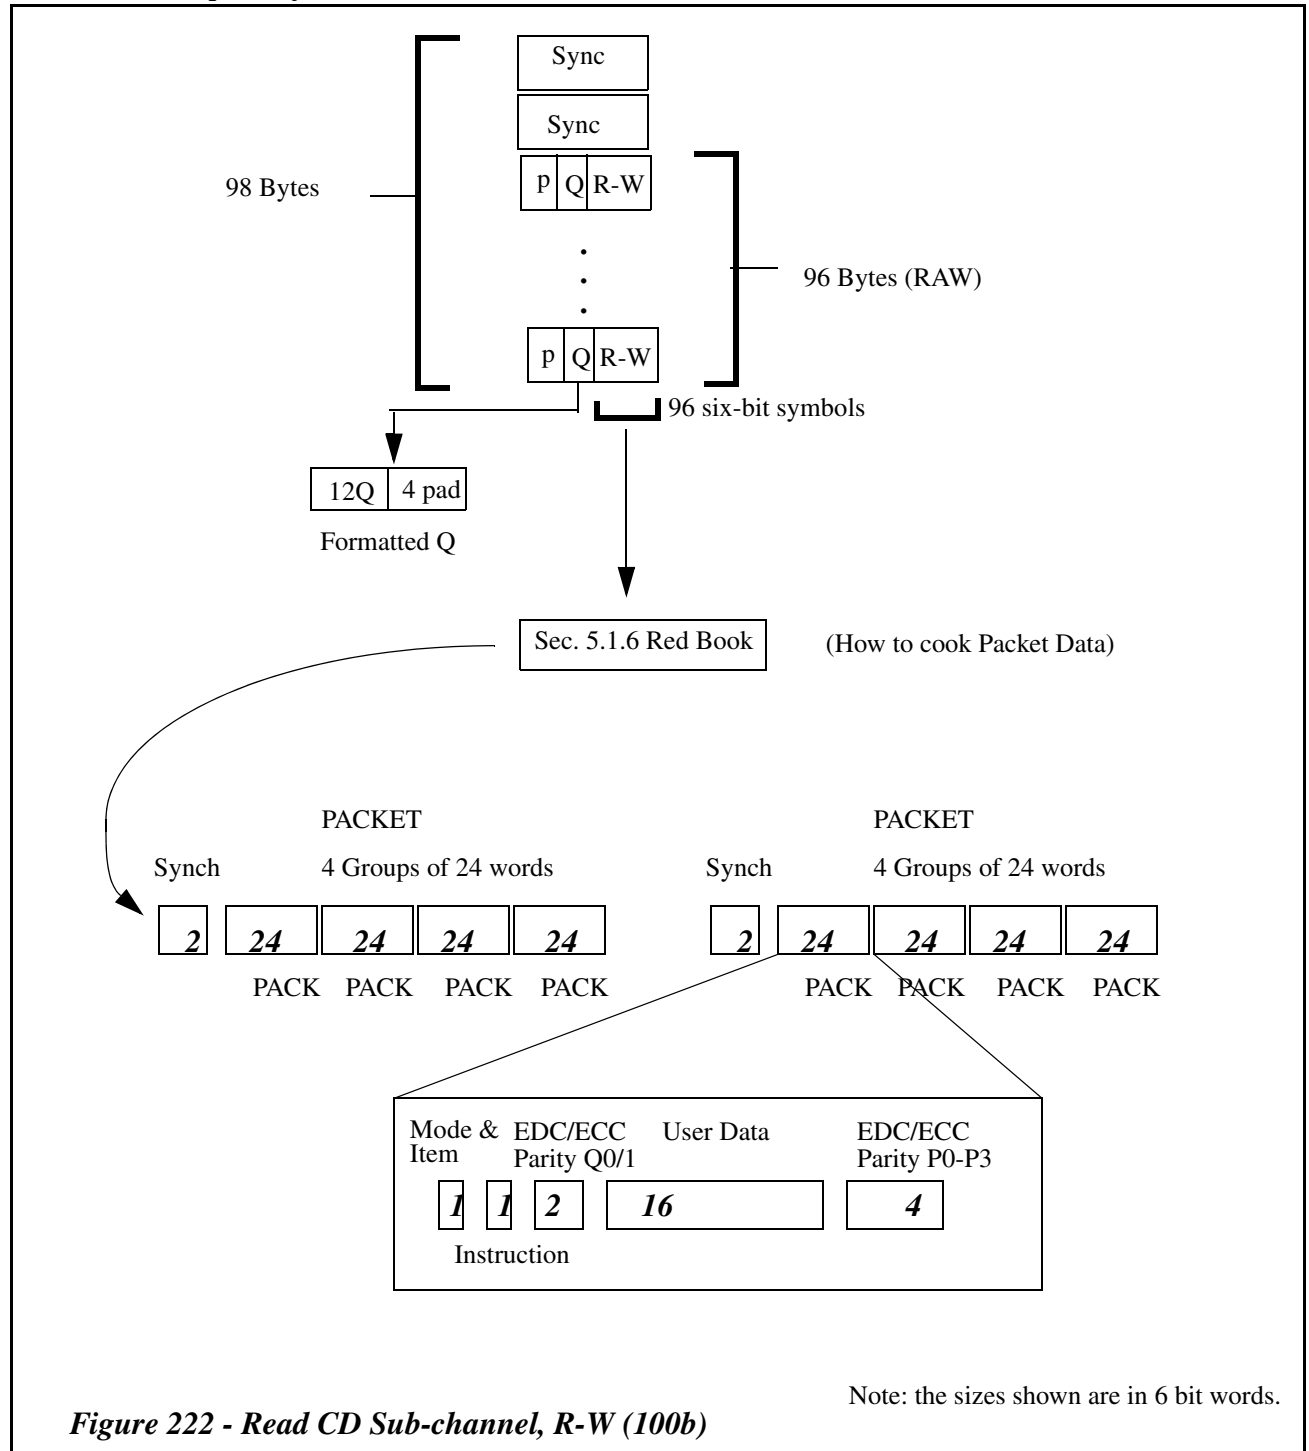 Sync
Sync
p Q R-W
98 Bytes
96 Bytes (RAW)
p Q R-W
96 six-bit symbols
12Q 4 pad
Formatted Q
Sec. 5.1.6 Red Book
(How to cook Packet Data)
PACKET
PACKET
Synch 4 Groups of 24 words
Synch 4 Groups of 24 words
2 24 24 24 24
2 24 24 24 24
PACK PACK PACK PACK
PACK PACK PACK PACK
Mode & Item
EDC/ECC Parity Q0/1
User Data
EDC/ECC Parity P0-P3
1 1 2 16 4
Instruction
Note: the sizes shown are in 6 bit words.
Figure 222 - Read CD Sub-channel, R-W (100b)